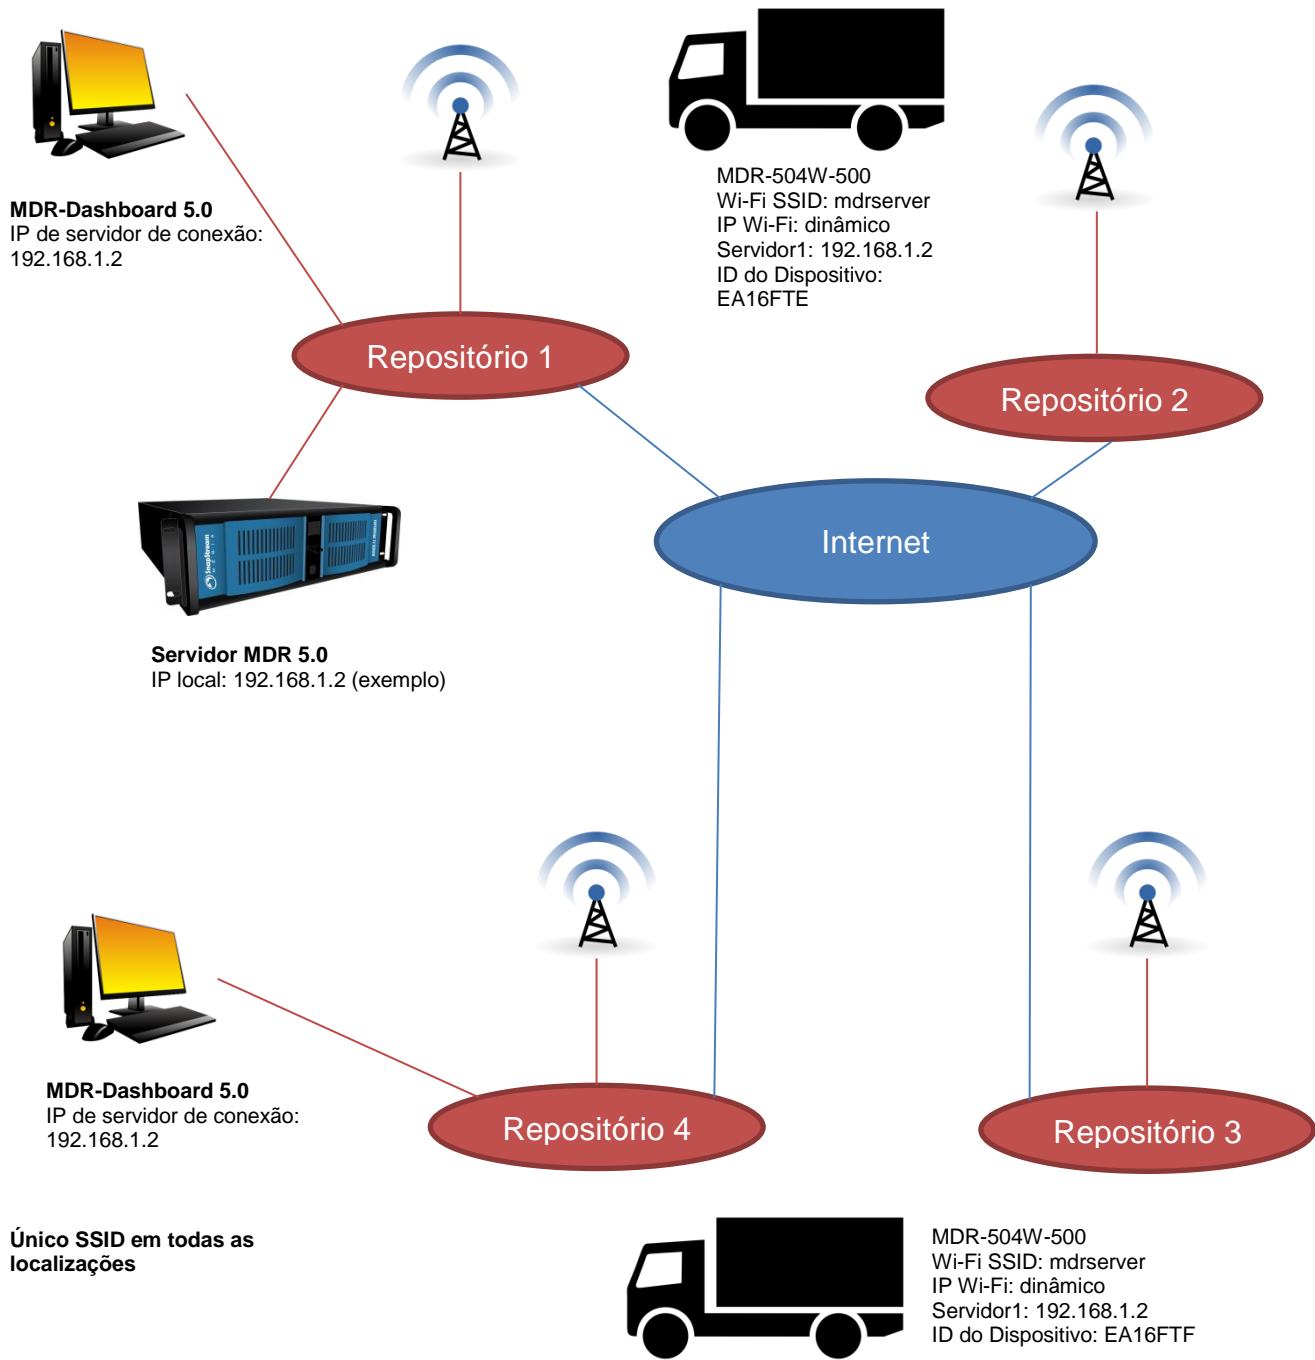 MDR-Dashboard 5.0
IP de servidor de conexão:
192.168.1.2
MDR-504W-500
Wi-Fi SSID: mdrserver
IP Wi-Fi: dinâmico
Servidor1: 192.168.1.2
ID do Dispositivo:
EA16FTE
Repositório 1
Repositório 2
Internet
SnapStream
MEDIA
Servidor MDR 5.0
IP local: 192.168.1.2 (exemplo)
MDR-Dashboard 5.0
IP de servidor de conexão:
192.168.1.2
Repositório 4
Repositório 3
Único SSID em todas as
localizações
MDR-504W-500
Wi-Fi SSID: mdrserver
IP Wi-Fi: dinâmico
Servidor1: 192.168.1.2
ID do Dispositivo: EA16FTF